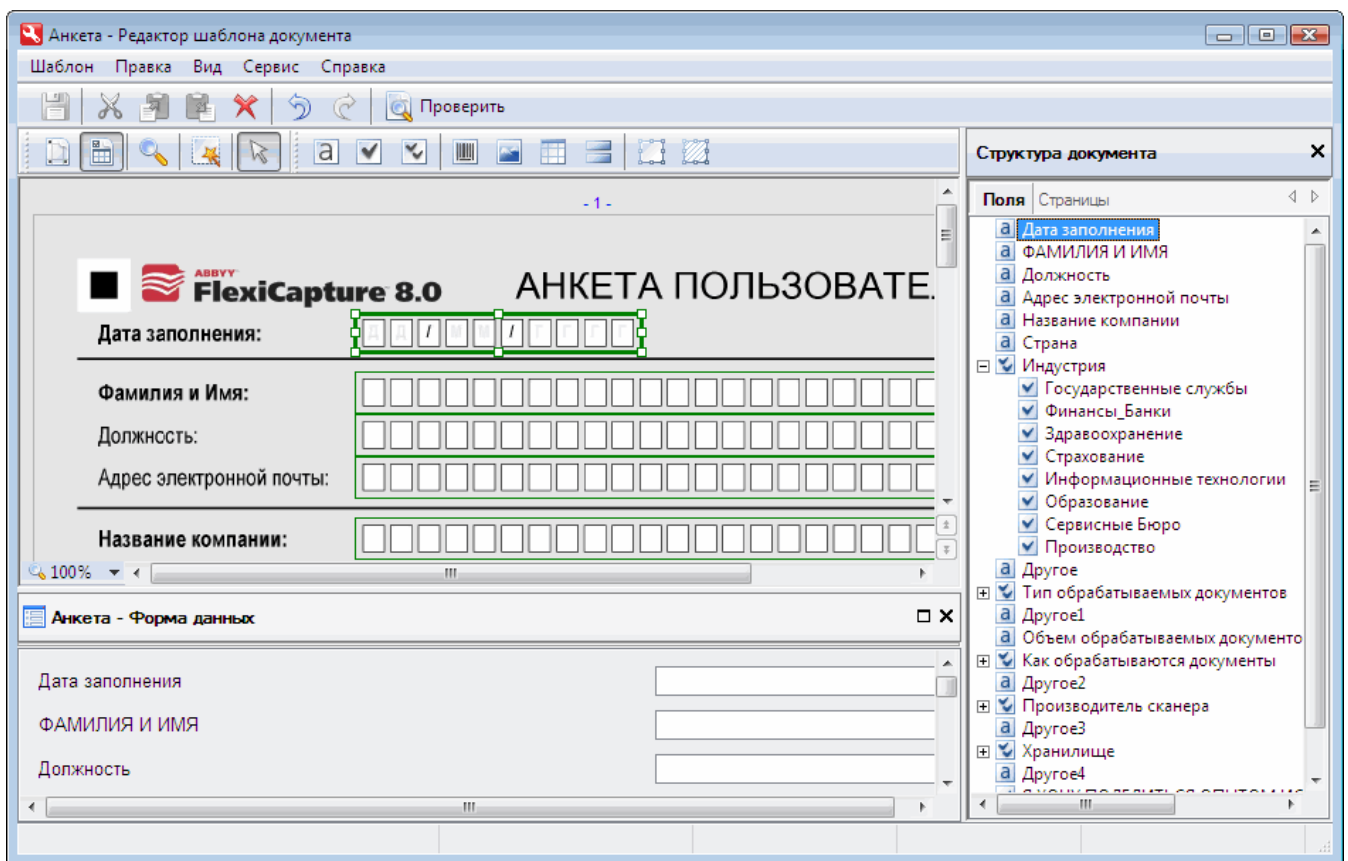 Анкета - Редактор шаблона документа
Шаблон Правка Вид Сервис Справка
Проверить
- 1 -
ABBYY
FlexiCapture 8.0
АНКЕТА ПОЛЬЗОВАТЕ
Дата заполнения:
Д Д / М М / Г Г Г Г
Фамилия и Имя:
Должность:
Адрес электронной почты:
Название компании:
100%
Анкета - Форма данных
Дата заполнения
ФАМИЛИЯ И ИМЯ
Должность
Структура документа
Поля Страницы
Дата заполнения
ФАМИЛИЯ И ИМЯ
Должность
Адрес электронной почты
Название компании
Страна
Индустрия
Государственные службы
Финансы_Банки
Здравоохранение
Страхование
Информационные технологии
Образование
Сервисные Бюро
Производство
Другое
Тип обрабатываемых документов
Другое1
Объем обрабатываемых документо
Как обрабатываются документы
Другое2
Производитель сканера
Другое3
Хранилище
Другое4